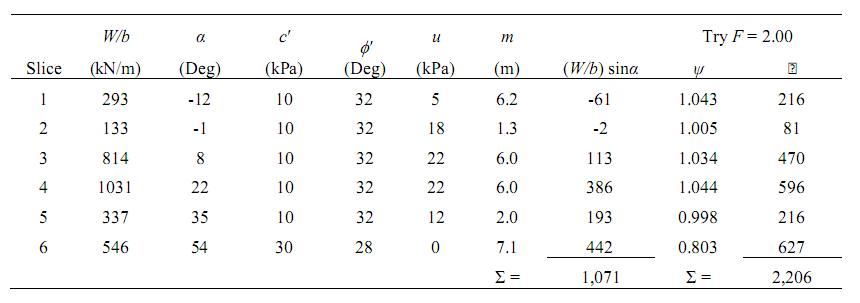 W/b α c′ ϕ′ u m Try F = 2.00
Slice (kN/m) (Deg) (kPa) (Deg) (kPa) (m) (W/b) sinα ψ
1 293 -12 10 32 5 6.2 -61 1.043 216
2 133 -1 10 32 18 1.3 -2 1.005 81
3 814 8 10 32 22 6.0 113 1.034 470
4 1031 22 10 32 22 6.0 386 1.044 596
5 337 35 10 32 12 2.0 193 0.998 216
6 546 54 30 28 0 7.1 442 0.803 627
Σ = 1,071 Σ = 2,206